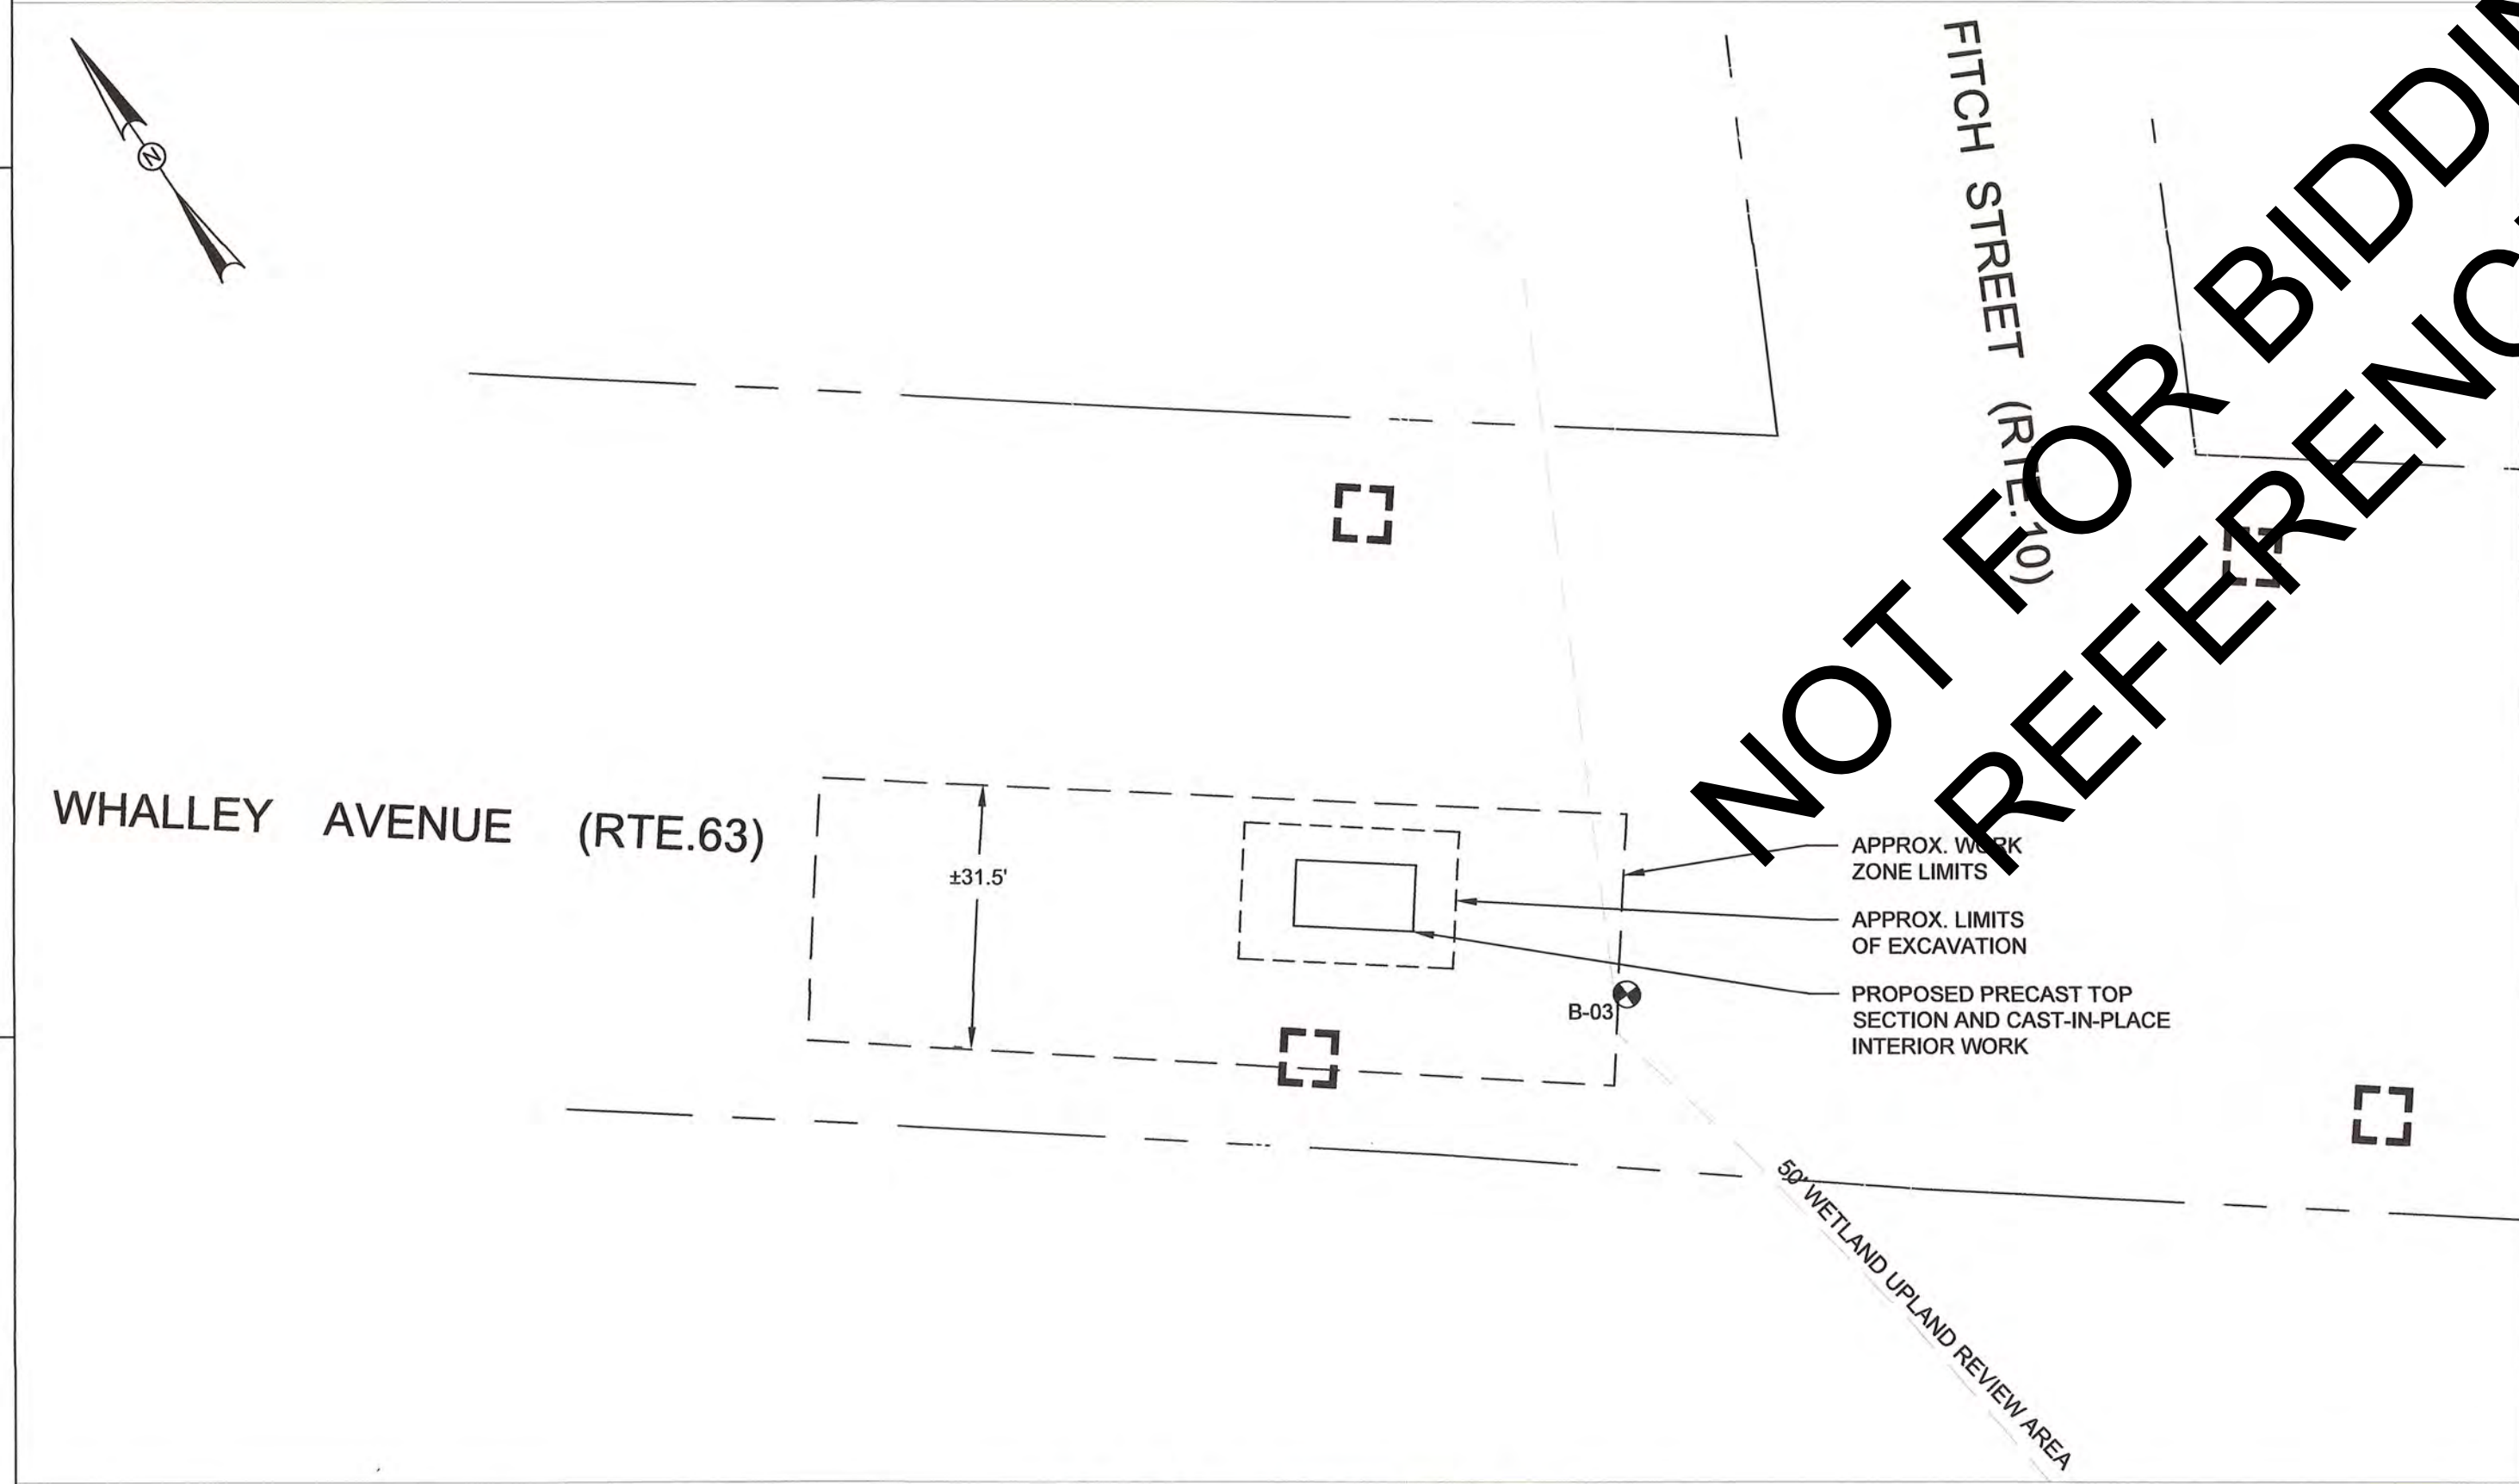 N
FITCH STREET (RTE.10)
NOT FOR BIDDIN
REFERENC
WHALLEY AVENUE (RTE.63)
±31.5'
APPROX. WORK
ZONE LIMITS
APPROX. LIMITS
OF EXCAVATION
PROPOSED PRECAST TOP
SECTION AND CAST-IN-PLACE
INTERIOR WORK
B-03
50' WETLAND UPLAND REVIEW AREA